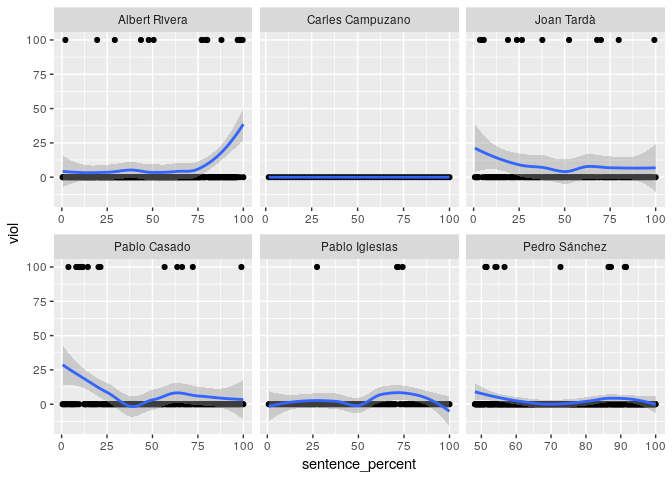 Albert Rivera
Carles Campuzano
Joan Tardà
100
75
50
25
0
0 25 50 75 100
0 25 50 75 100
0 25 50 75 100
viol
Pablo Casado
Pablo Iglesias
Pedro Sánchez
100
75
50
25
0
0 25 50 75 100
0 25 50 75 100
50 60 70 80 90 100
sentence_percent